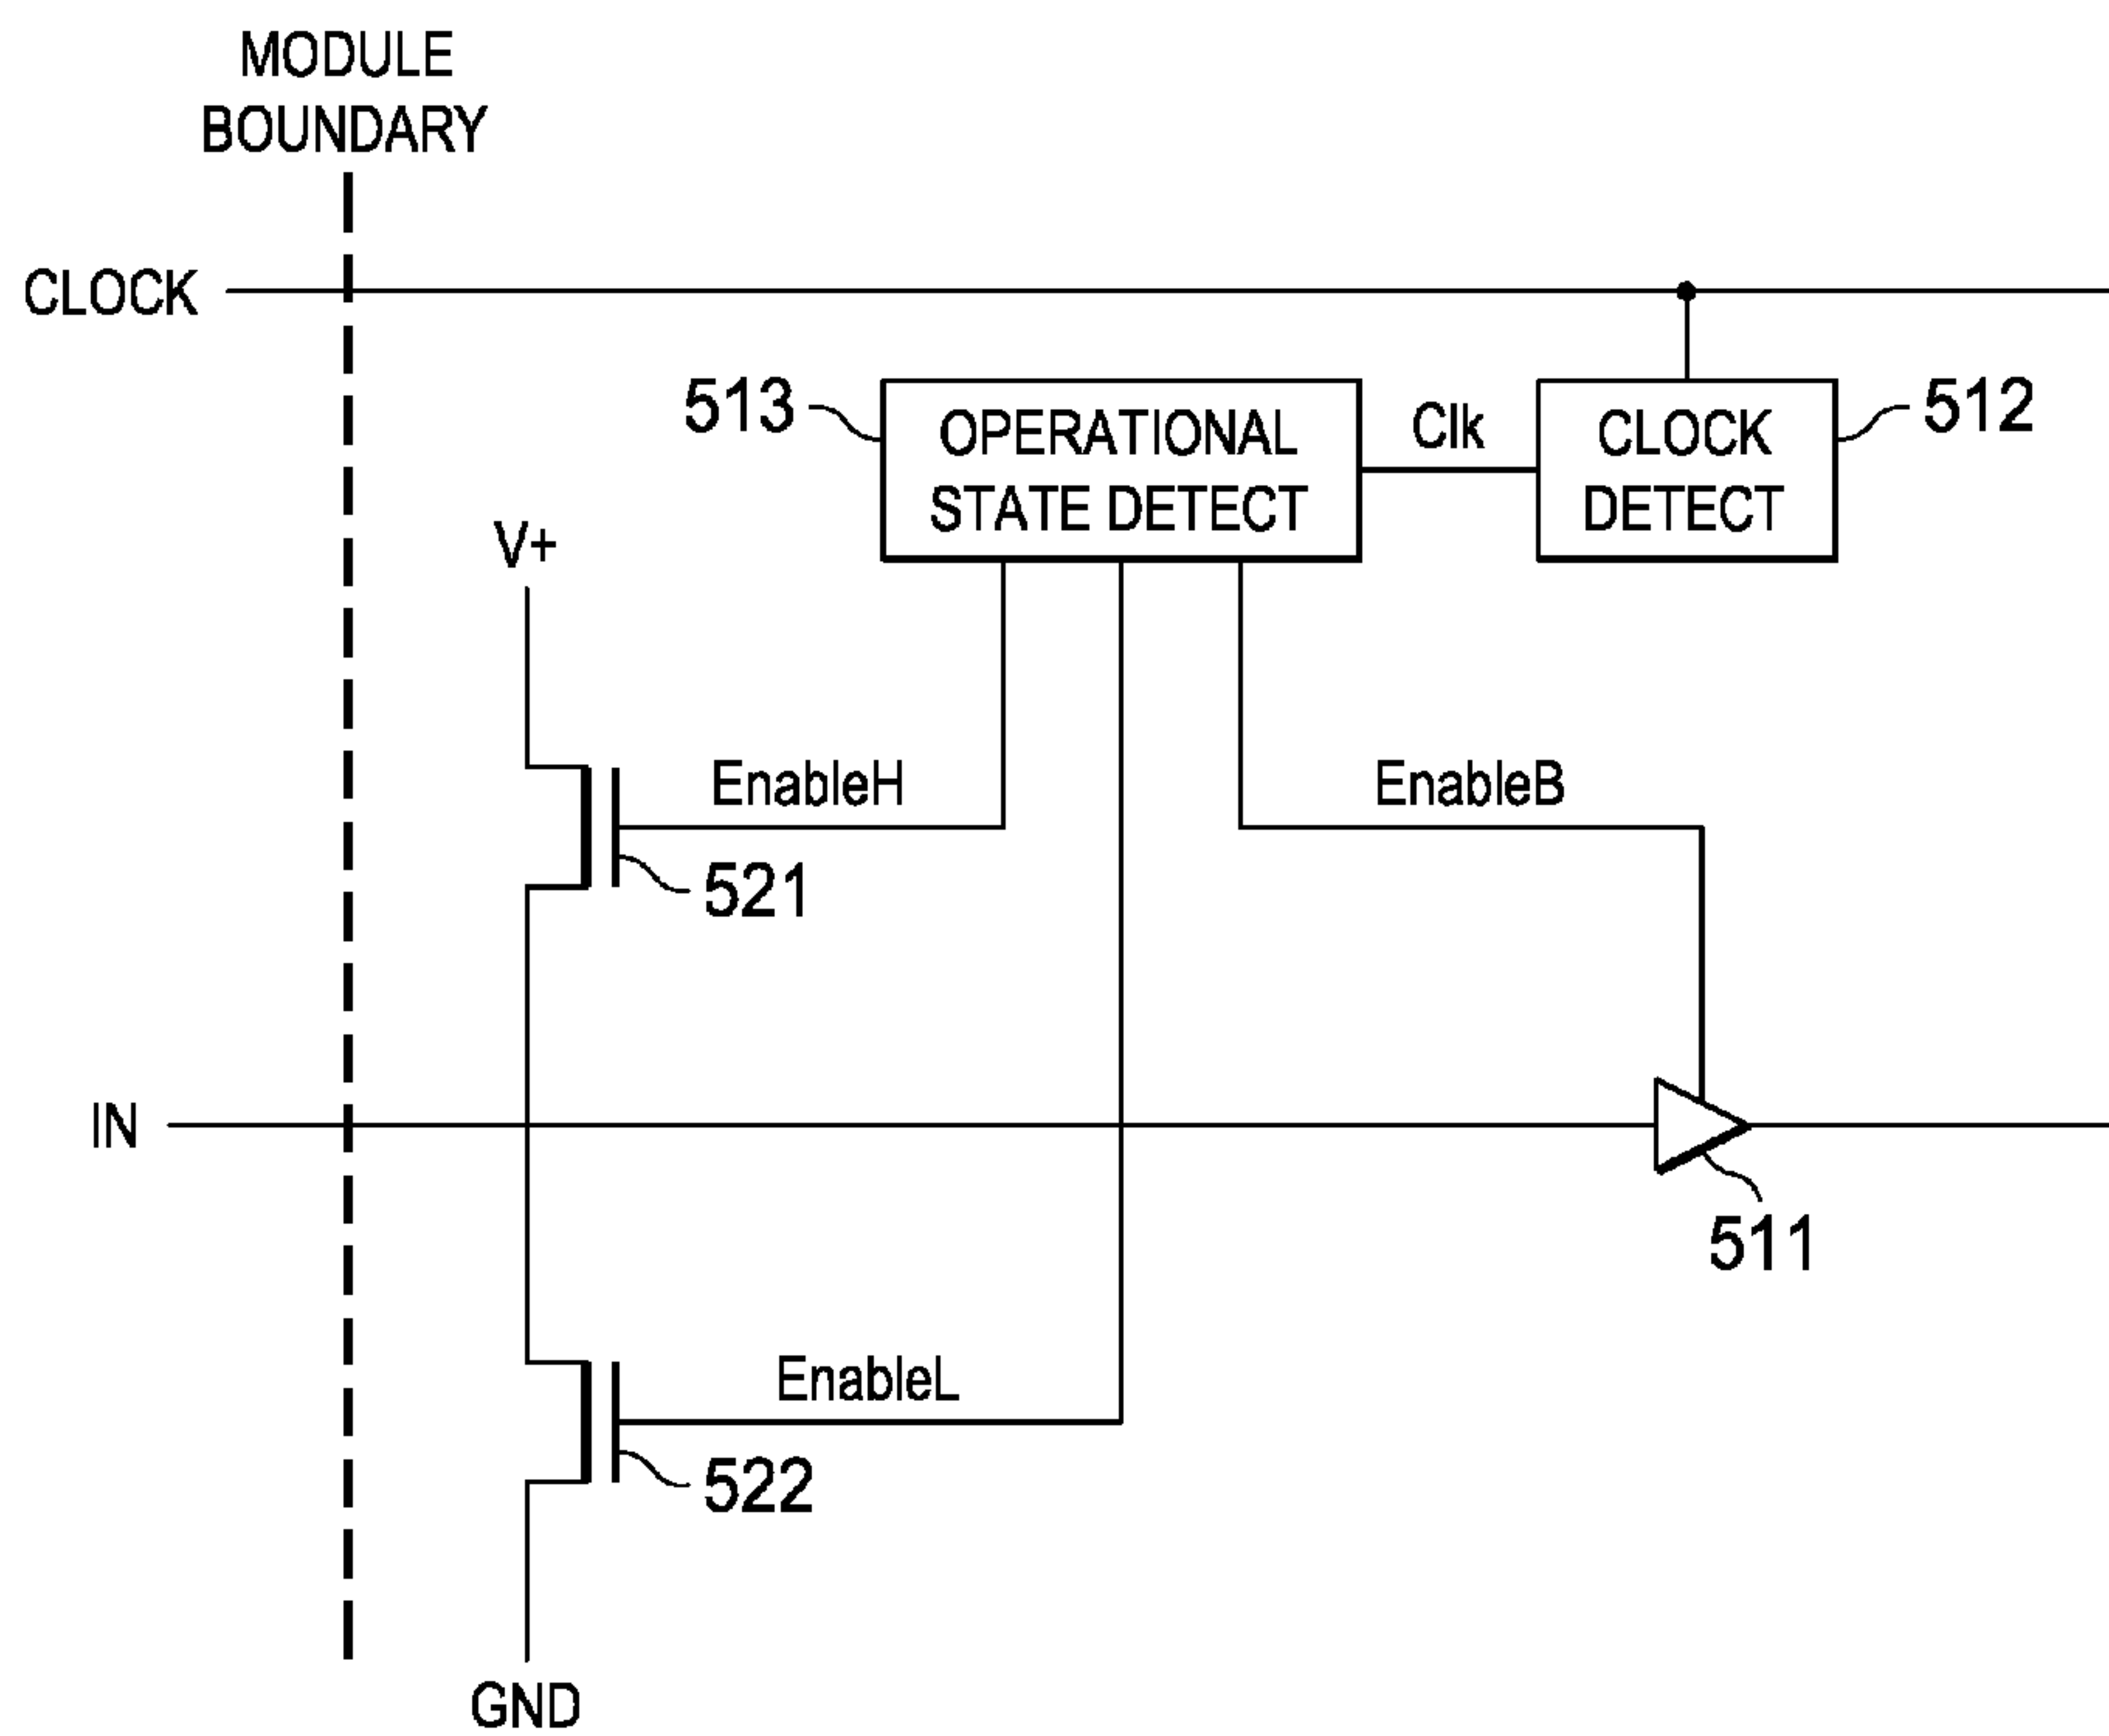 MODULE
BOUNDARY
CLOCK
513
OPERATIONAL
STATE DETECT
Clk
CLOCK
DETECT
512
V+
EnableH
EnableB
521
IN
511
EnableL
522
GND